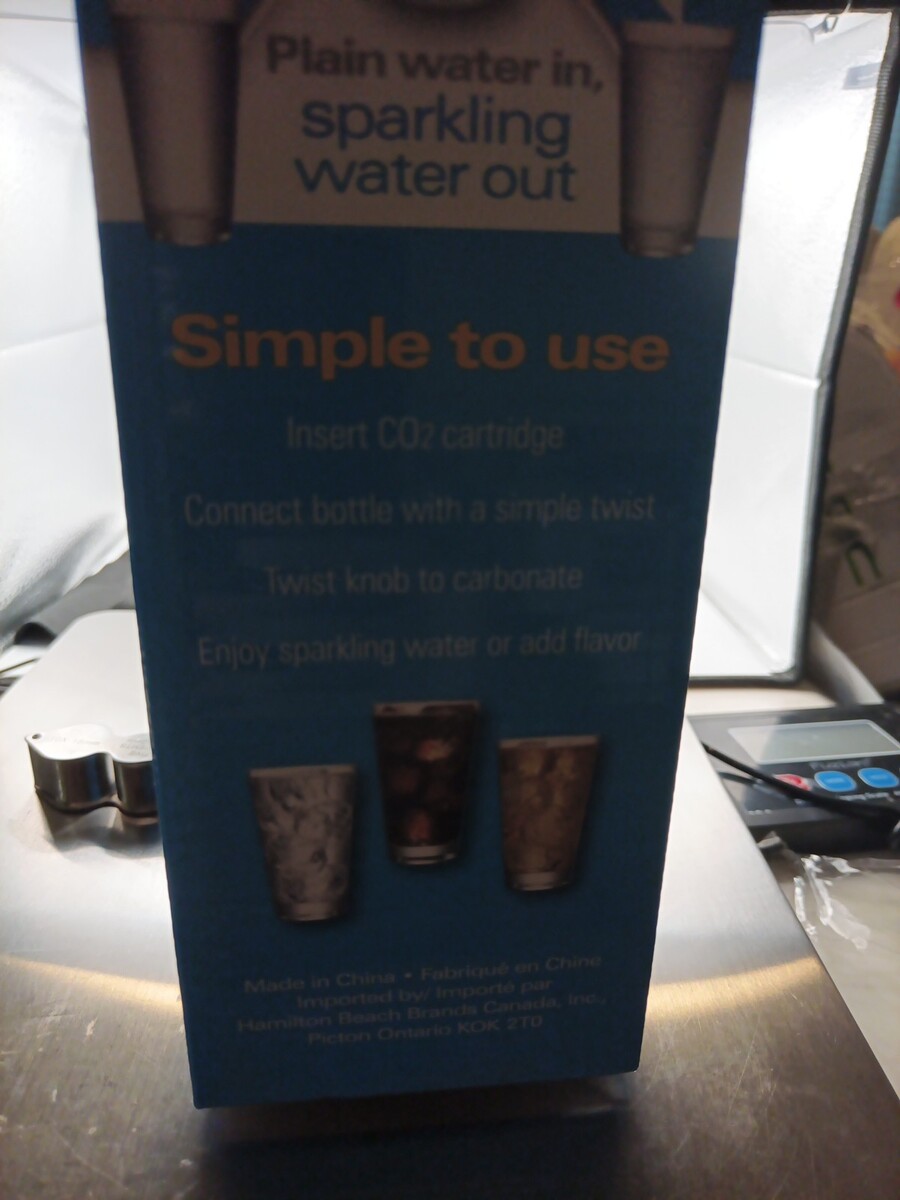 Plain water in,
sparkling
water out
Simple to use
Insert CO2 cartridge
Connect bottle with a simple twist
Twist knob to carbonate
Enjoy sparkling water or add flavor
Made in China • Fabriqué en Chine
Imported by/ Importé par
Hamilton Beach Brands Canada, Inc.,
Picton Ontario K0K 2T0